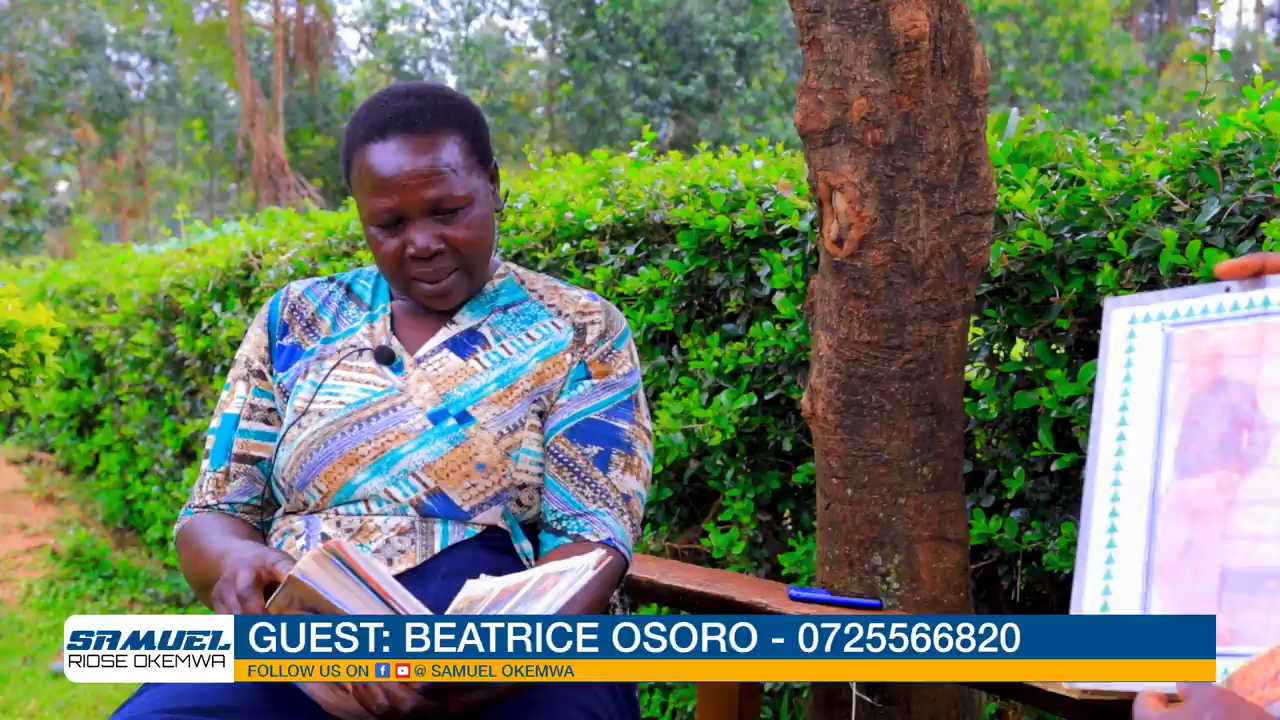 SAMUEL
RIOSE OKEMWA
GUEST: BEATRICE OSORO - 0725566820
FOLLOW US ON @ SAMUEL OKEMWA